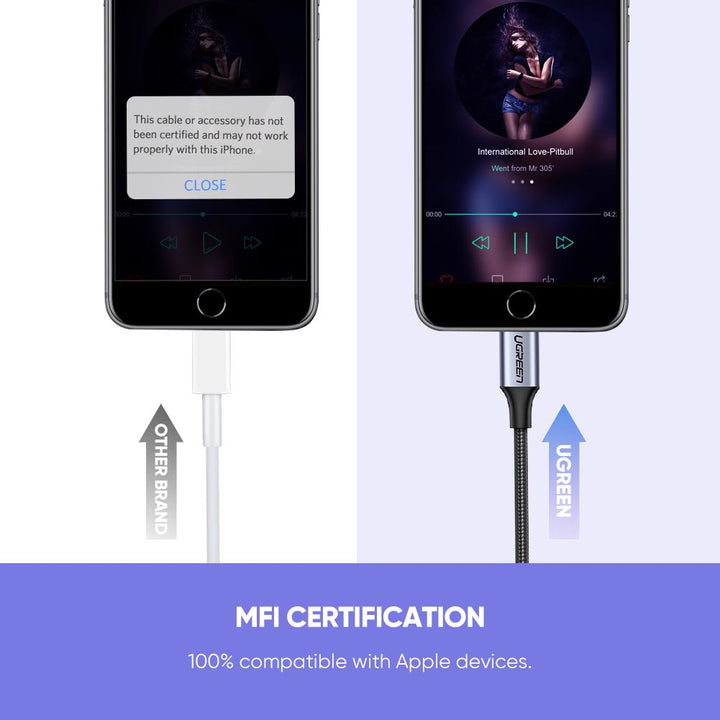 This cable or accessory has not
been certified and may not work
properly with this iPhone.
CLOSE
00:00
04:22
International Love-Pitbull
Went from Mr 305'
00:00
04:2
UGREEN
OTHER BRAND
UGREEN
MFI CERTIFICATION
100% compatible with Apple devices.